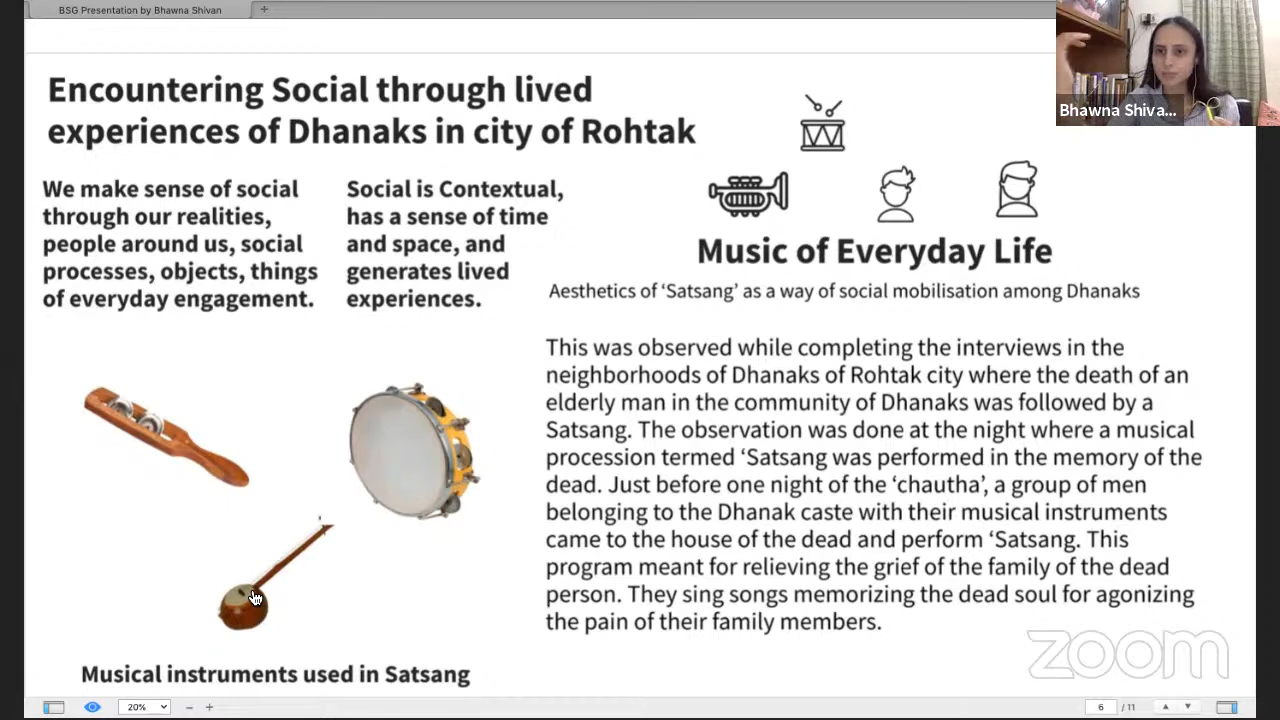 BSG Presentation by Bhawna Shivan
Bhawna Shiva...
Encountering Social through lived
experiences of Dhanaks in city of Rohtak
We make sense of social
through our realities,
people around us, social
processes, objects, things
of everyday engagement.
Social is Contextual,
has a sense of time
and space, and
generates lived
experiences.
Music of Everyday Life
Aesthetics of ‘Satsang’ as a way of social mobilisation among Dhanaks
This was observed while completing the interviews in the
neighborhoods of Dhanaks of Rohtak city where the death of an
elderly man in the community of Dhanaks was followed by a
Satsang. The observation was done at the night where a musical
procession termed ‘Satsang was performed in the memory of the
dead. Just before one night of the ‘chautha’, a group of men
belonging to the Dhanak caste with their musical instruments
came to the house of the dead and perform ‘Satsang. This
program meant for relieving the grief of the family of the dead
person. They sing songs memorizing the dead soul for agonizing
the pain of their family members.
Musical instruments used in Satsang
zoom
20%
6 / 11